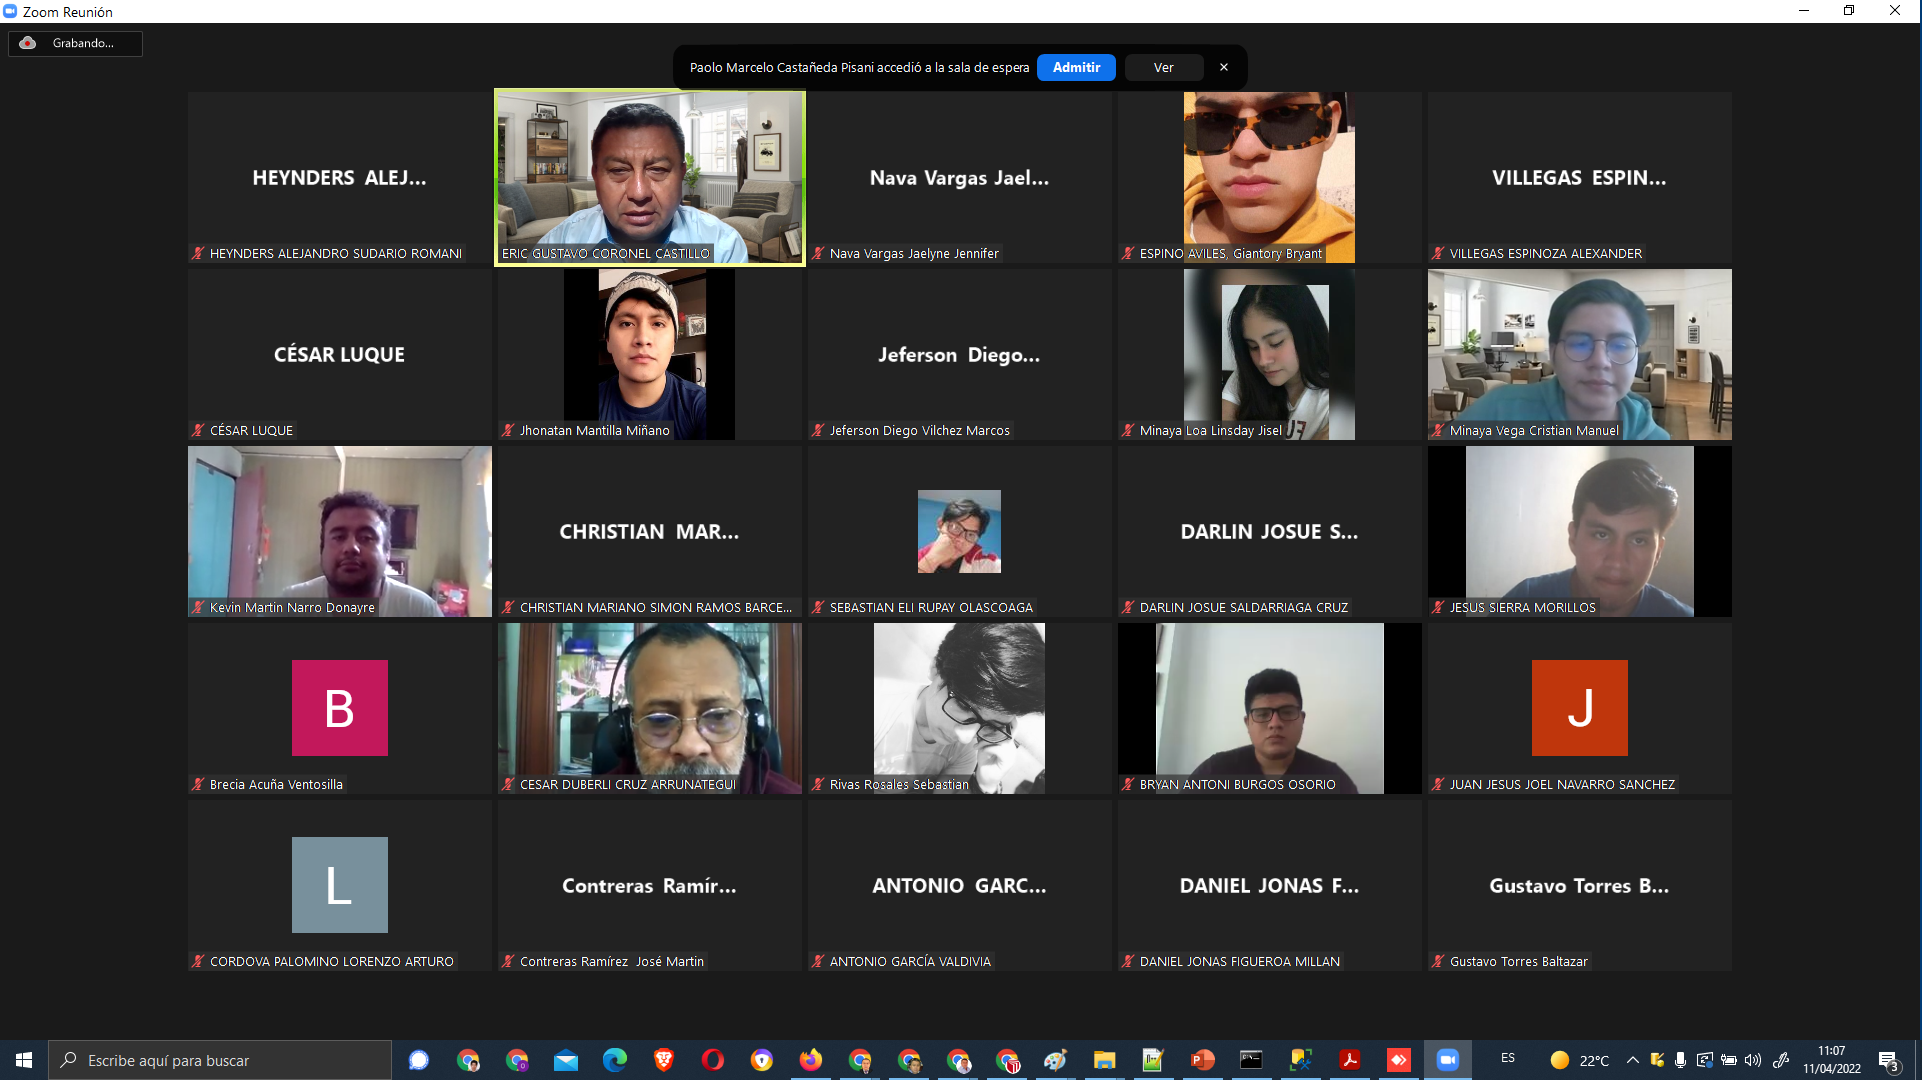 Zoom Reunión
Grabando...
Paolo Marcelo Castañeda Pisani accedió a la sala de espera
Admitir
Ver
HEYNDERS ALEJ...
HEYNDERS ALEJANDRO SUDARIO ROMANI
ERIC GUSTAVO CORONEL CASTILLO
Nava Vargas Jael...
Nava Vargas Jaelyne Jennifer
ESPINO AVILES, Giantory Bryant
VILLEGAS ESPIN...
VILLEGAS ESPINOZA ALEXANDER
CÉSAR LUQUE
CÉSAR LUQUE
Jhonatan Mantilla Miñano
Jeferson Diego...
Jeferson Diego Vilchez Marcos
Minaya Loa Linsday Jisel
Minaya Vega Cristian Manuel
Kevin Martin Narro Donayre
CHRISTIAN MAR...
CHRISTIAN MARIANO SIMON RAMOS BARCE...
SEBASTIAN ELI RUPAY OLASCOAGA
DARLIN JOSUE S...
DARLIN JOSUE SALDARRIAGA CRUZ
JESUS SIERRA MORILLOS
B
Brecia Acuña Ventosilla
CESAR DUBERLI CRUZ ARRUNATEGUI
Rivas Rosales Sebastian
BRYAN ANTONI BURGOS OSORIO
J
JUAN JESUS JOEL NAVARRO SANCHEZ
L
CORDOVA PALOMINO LORENZO ARTURO
Contreras Ramír...
Contreras Ramírez José Martin
ANTONIO GARC...
ANTONIO GARCÍA VALDIVIA
DANIEL JONAS F...
DANIEL JONAS FIGUEROA MILLAN
Gustavo Torres B...
Gustavo Torres Baltazar
Escribe aquí para buscar
ES
22°C
11:07
11/04/2022
3